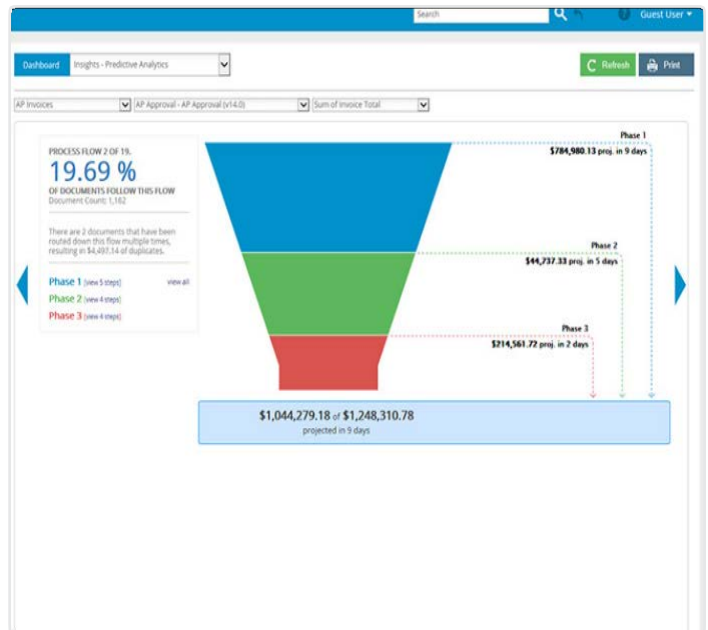 Search
Guest User
Dashboard
Insights - Predictive Analytics
Refresh
Print
AP Invoices
AP Approval - AP Approval (v14.0)
Sum of Invoice Total
PROCESS FLOW 2 OF 19.
19.69 %
OF DOCUMENTS FOLLOW THIS FLOW
Document Count: 1,182
There are 2 documents that have been
routed down this flow multiple times,
resulting in $4,497.14 of duplicates.
Phase 1 [view 5 steps] view all
Phase 2 [view 4 steps]
Phase 3 [view 4 steps]
Phase 1
$784,980.13 proj. in 9 days
Phase 2
$44,737.33 proj. in 5 days
Phase 3
$214,561.72 proj. in 2 days
$1,044,279.18 of $1,248,310.78
projected in 9 days